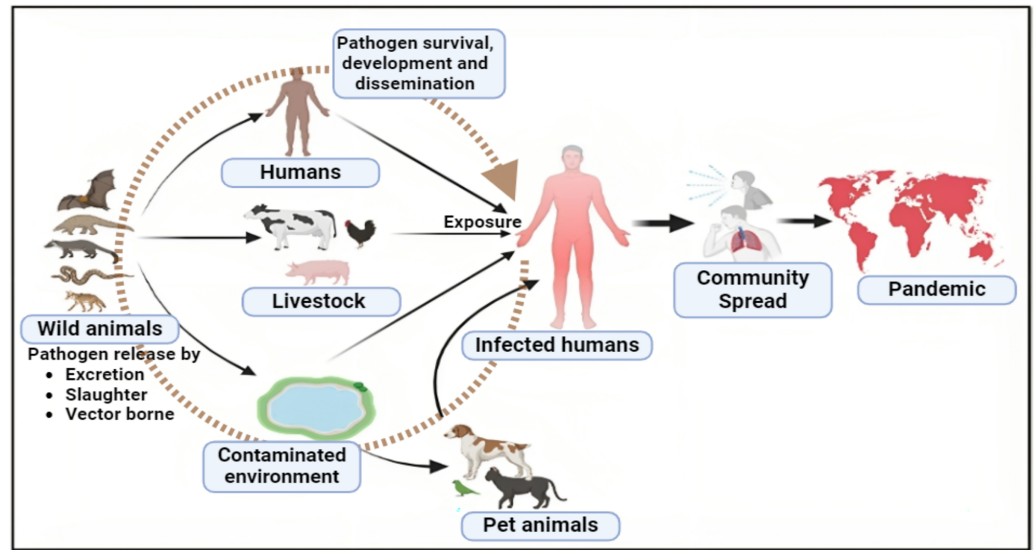 Pathogen survival,
development and
dissemination
Humans
Exposure
Livestock
Wild animals
Pathogen release by
• Excretion
• Slaughter
• Vector borne
Infected humans
Community
Spread
Pandemic
Contaminated
environment
Pet animals